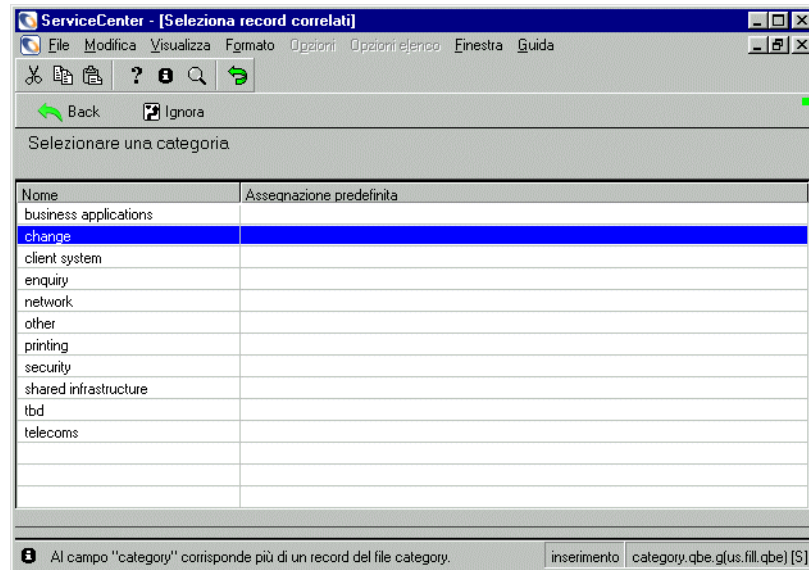 ServiceCenter - [Seleziona record correlati]
File Modifica Visualizza Formato Opzioni Opzioni elenco Finestra Guida
Back Ignora
Selezionare una categoria
Nome Assegnazione predefinita
business applications
change
client system
enquiry
network
other
printing
security
shared infrastructure
tbd
telecoms
Al campo "category" corrisponde più di un record del file category. inserimento category.qbe.g(us.fill.qbe) [S]